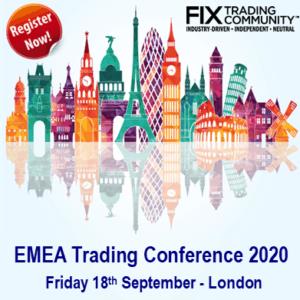 Register
Now!
FIX TRADING
COMMUNITY™
INDUSTRY-DRIVEN • INDEPENDENT • NEUTRAL
EMEA Trading Conference 2020
Friday 18th September - London